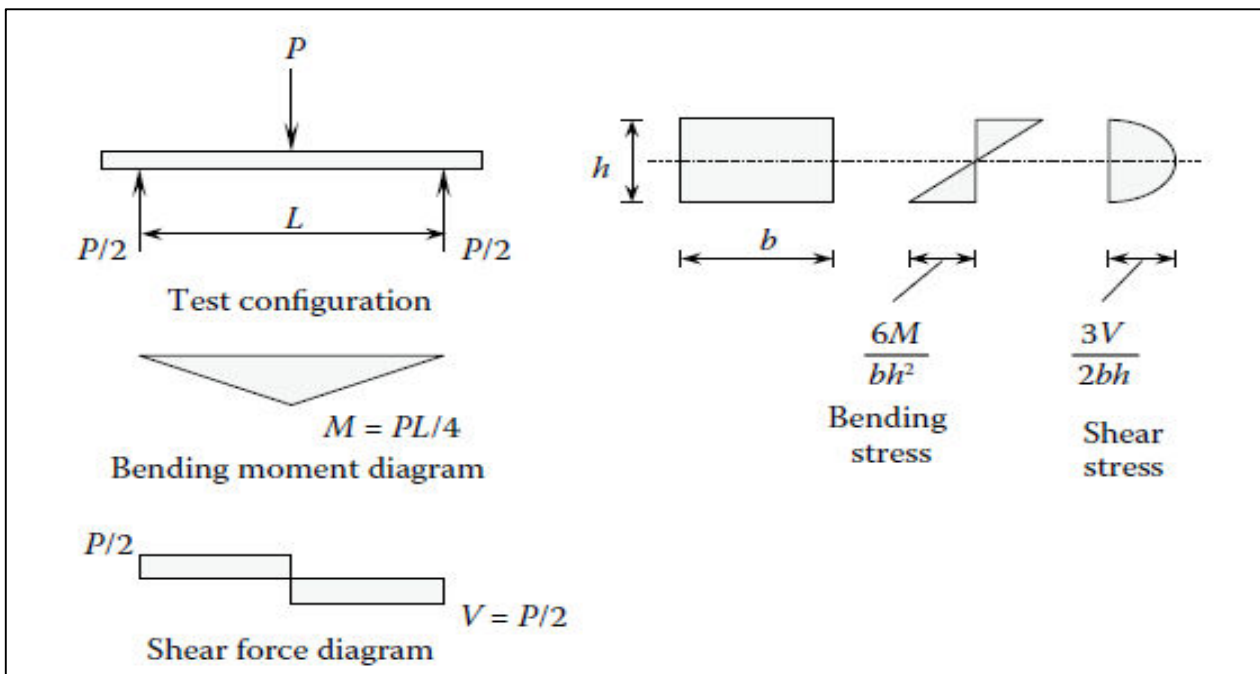 P
L
P/2
P/2
Test configuration
M = PL/4
Bending moment diagram
P/2
V = P/2
Shear force diagram
h
b
6M
bh²
Bending
stress
3V
2bh
Shear
stress